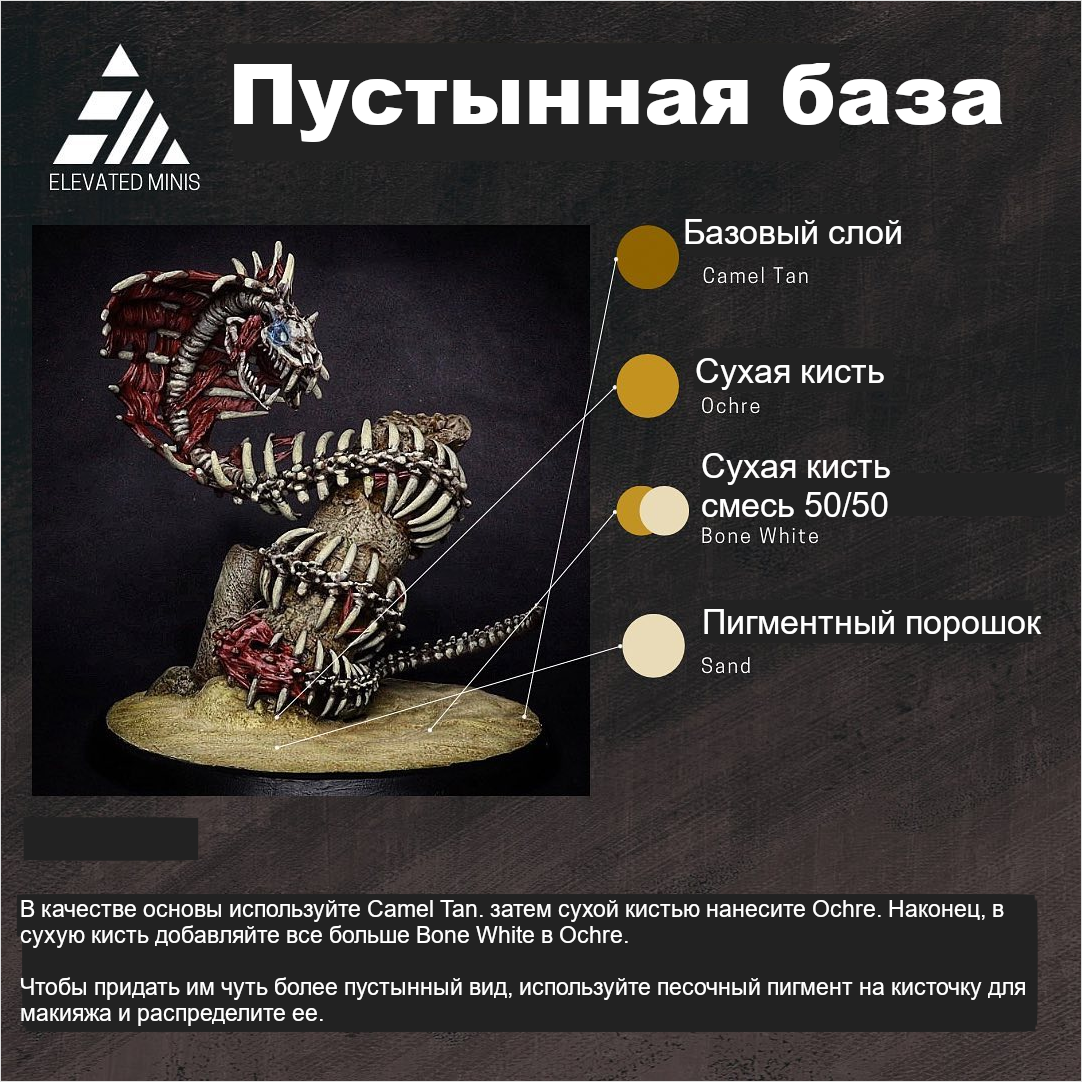 Пустынная база
ELEVATED MINIS
Базовый слой
Camel Tan
Сухая кисть
Ochre
Сухая кисть
смесь 50/50
Bone White
Пигментный порошок
Sand
В качестве основы используйте Camel Tan. затем сухой кистью нанесите Ochre. Наконец, в
сухую кисть добавляйте все больше Bone White в Ochre.
Чтобы придать им чуть более пустынный вид, используйте песочный пигмент на кисточку для
макияжа и распределите ее.